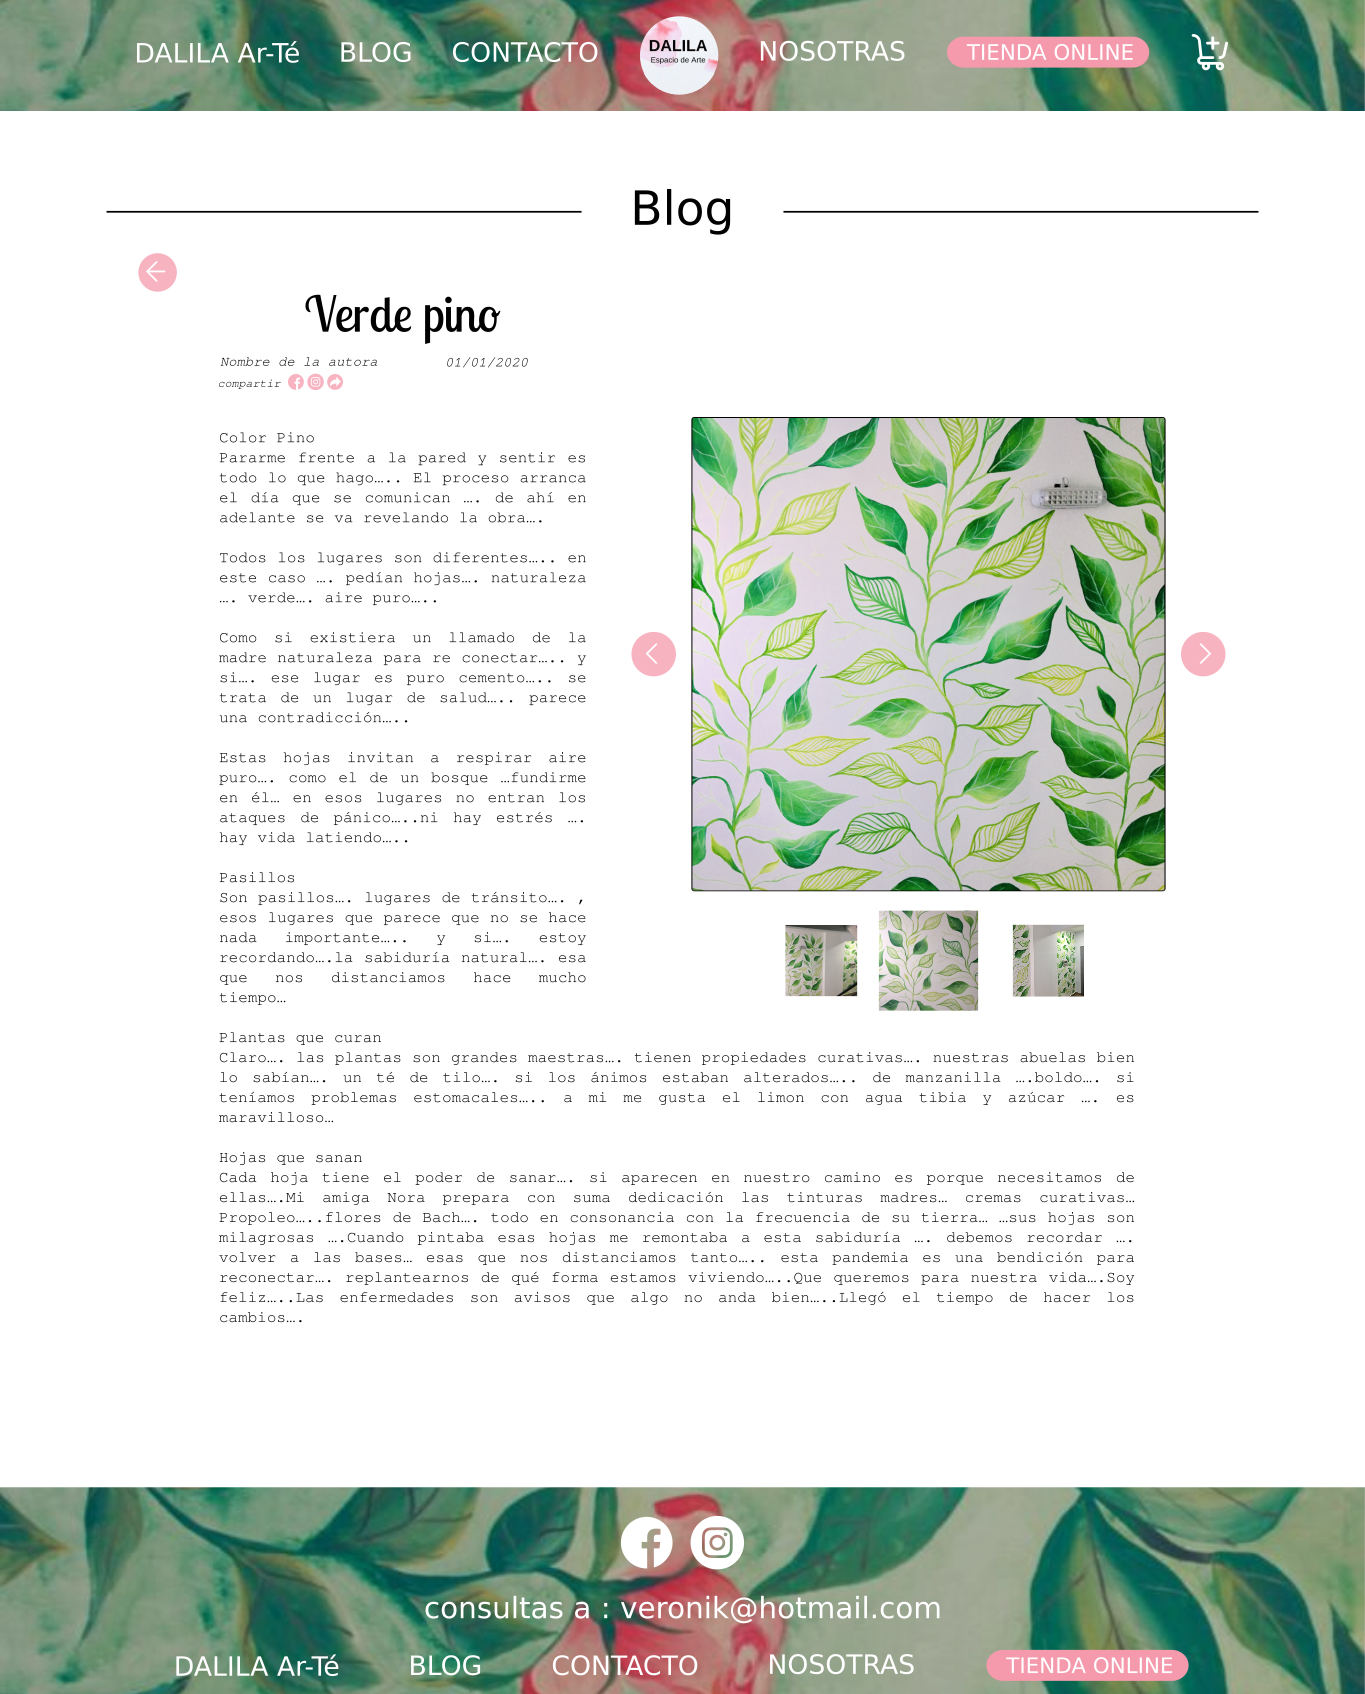 DALILA Ar-Té BLOG CONTACTO DALILA NOSOTRAS TIENDA ONLINE
Espacio de Arte
Blog
Verde pino
Nombre de la autora 01/01/2020
compartir
Color Pino
Pararme frente a la pared y sentir es
todo lo que hago….. El proceso arranca
el día que se comunican …. de ahí en
adelante se va revelando la obra….
Todos los lugares son diferentes….. en
este caso …. pedían hojas…. naturaleza
…. verde…. aire puro…..
Como si existiera un llamado de la
madre naturaleza para re conectar….. y
si…. ese lugar es puro cemento….. se
trata de un lugar de salud….. parece
una contradicción…..
Estas hojas invitan a respirar aire
puro…. como el de un bosque …fundirme
en él… en esos lugares no entran los
ataques de pánico…..ni hay estrés ….
hay vida latiendo…..
Pasillos
Son pasillos…. lugares de tránsito…. ,
esos lugares que parece que no se hace
nada importante….. y si…. estoy
recordando….la sabiduría natural…. esa
que nos distanciamos hace mucho
tiempo…
Plantas que curan
Claro…. las plantas son grandes maestras…. tienen propiedades curativas…. nuestras abuelas bien
lo sabían…. un té de tilo…. si los ánimos estaban alterados….. de manzanilla ….boldo…. si
teníamos problemas estomacales….. a mi me gusta el limon con agua tibia y azúcar …. es
maravilloso…
Hojas que sanan
Cada hoja tiene el poder de sanar…. si aparecen en nuestro camino es porque necesitamos de
ellas….Mi amiga Nora prepara con suma dedicación las tinturas madres… cremas curativas…
Propoleo…..flores de Bach…. todo en consonancia con la frecuencia de su tierra… …sus hojas son
milagrosas ….Cuando pintaba esas hojas me remontaba a esta sabiduría …. debemos recordar ….
volver a las bases… esas que nos distanciamos tanto….. esta pandemia es una bendición para
reconectar…. replantearnos de qué forma estamos viviendo…..Que queremos para nuestra vida….Soy
feliz…..Las enfermedades son avisos que algo no anda bien…..Llegó el tiempo de hacer los
cambios….
consultas a : veronik@hotmail.com
DALILA Ar-Té BLOG CONTACTO NOSOTRAS TIENDA ONLINE